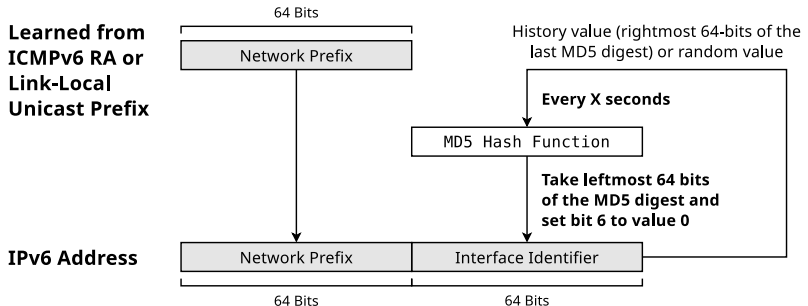 64 Bits
Learned from
ICMPv6 RA or
Link-Local
Unicast Prefix
Network Prefix
History value (rightmost 64-bits of the
last MD5 digest) or random value
Every X seconds
MD5 Hash Function
Take leftmost 64 bits
of the MD5 digest and
set bit 6 to value 0
IPv6 Address
Network Prefix
Interface Identifier
64 Bits
64 Bits